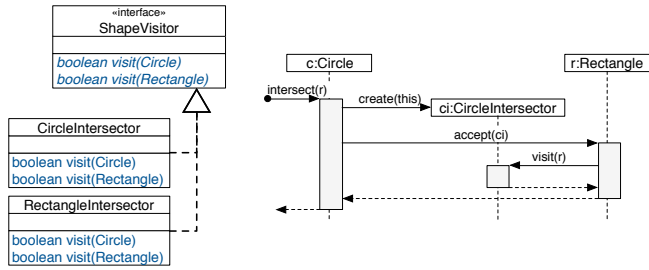 «interface»
ShapeVisitor
boolean visit(Circle)
boolean visit(Rectangle)
CircleIntersector
boolean visit(Circle)
boolean visit(Rectangle)
RectangleIntersector
boolean visit(Circle)
boolean visit(Rectangle)
c:Circle
r:Rectangle
intersect(r)
create(this)
ci:CircleIntersector
accept(ci)
visit(r)